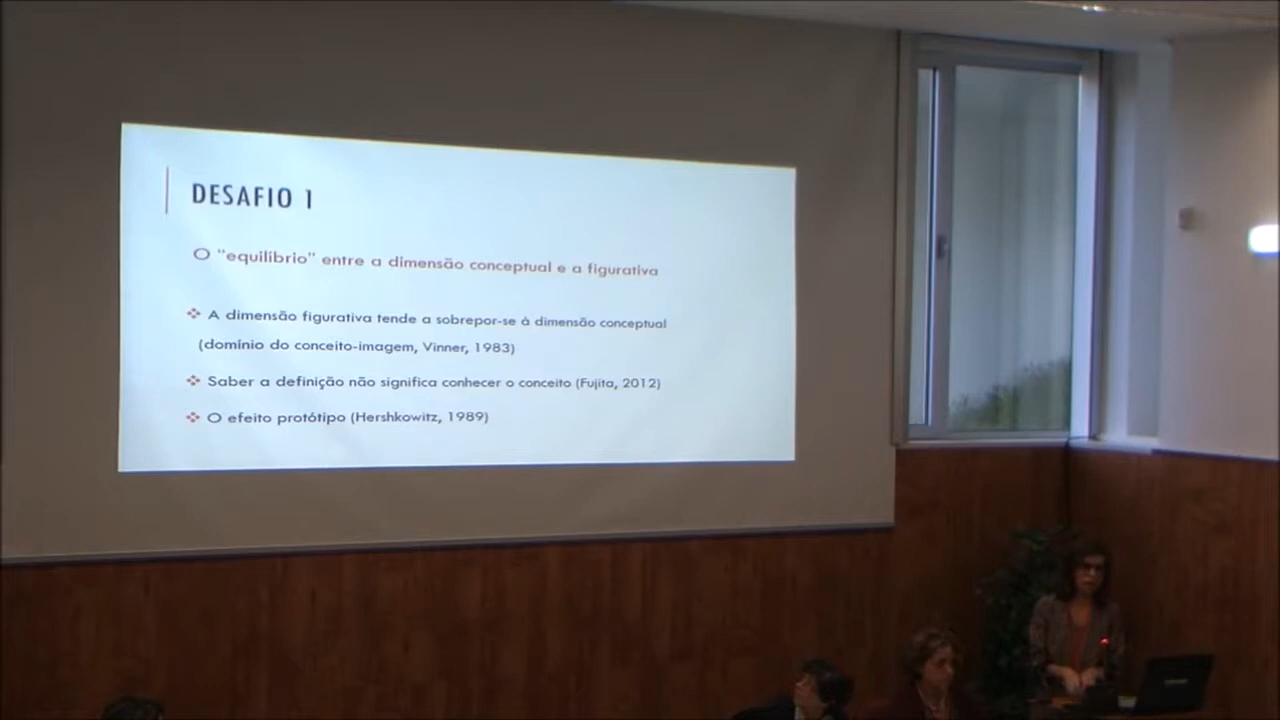 DESAFIO 1
O "equilíbrio" entre a dimensão conceptual e a figurativa
❖ A dimensão figurativa tende a sobrepor-se à dimensão conceptual
(domínio do conceito-imagem, Vinner, 1983)
❖ Saber a definição não significa conhecer o conceito (Fujita, 2012)
❖ O efeito protótipo (Hershkowitz, 1989)